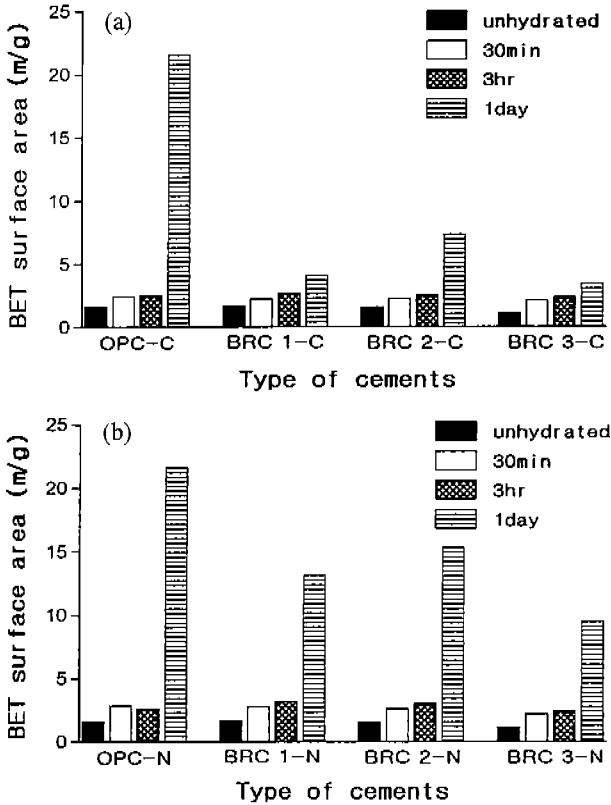 (a)
unhydrated
30min
3hr
1day
BET surface area (m/g)
25
20
15
10
5
0
OPC-C BRC 1-C BRC 2-C BRC 3-C
Type of cements
(b)
unhydrated
30min
3hr
1day
BET surface area (m/g)
25
20
15
10
5
0
OPC-N BRC 1-N BRC 2-N BRC 3-N
Type of cements